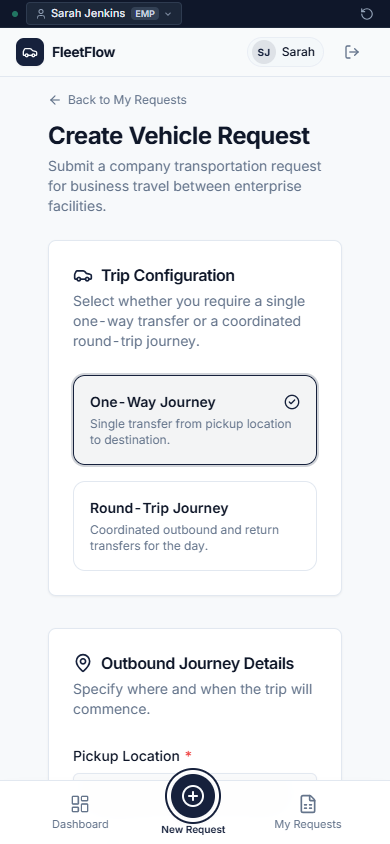 Sarah Jenkins EMP
FleetFlow
SJ Sarah
Back to My Requests
Create Vehicle Request
Submit a company transportation request
for business travel between enterprise
facilities.
Trip Configuration
Select whether you require a single
one-way transfer or a coordinated
round-trip journey.
One-Way Journey
Single transfer from pickup location
to destination.
Round-Trip Journey
Coordinated outbound and return
transfers for the day.
Outbound Journey Details
Specify where and when the trip will
commence.
Pickup Location *
Dashboard
New Request
My Requests